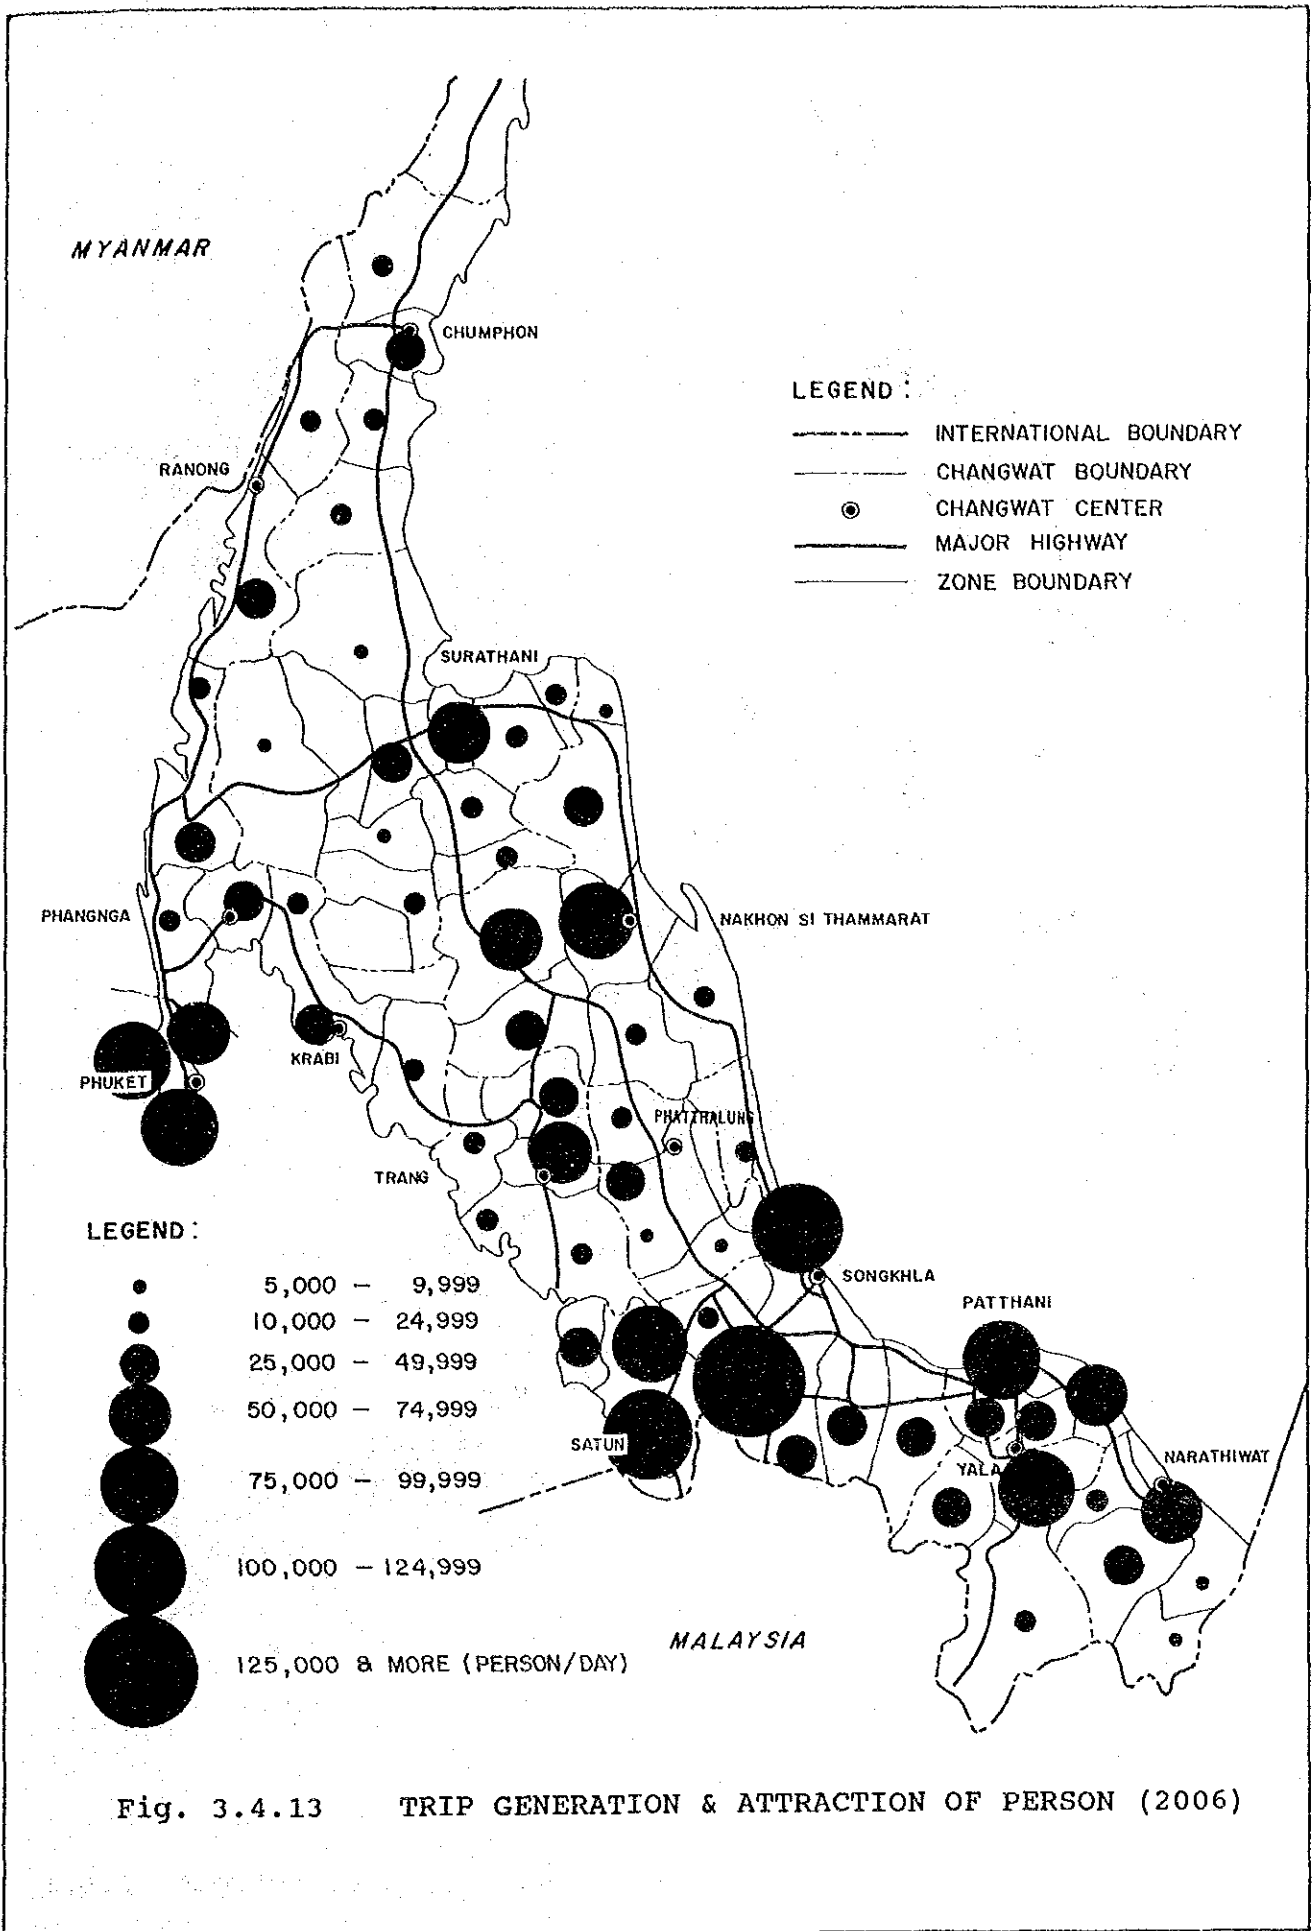 MYANMAR
CHUMPHON
LEGEND :
INTERNATIONAL BOUNDARY
CHANGWAT BOUNDARY
CHANGWAT CENTER
MAJOR HIGHWAY
ZONE BOUNDARY
RANONG
SURATHANI
PHANGNGA
NAKHON SI THAMMARAT
KRABI
PHUKET
PHATTHALUNG
TRANG
LEGEND :
5,000 – 9,999
10,000 – 24,999
25,000 – 49,999
50,000 – 74,999
75,000 – 99,999
100,000 – 124,999
125,000 & MORE (PERSON/DAY)
SONGKHLA
PATTHANI
SATUN
YALA
NARATHIWAT
MALAYSIA
Fig. 3.4.13 TRIP GENERATION & ATTRACTION OF PERSON (2006)